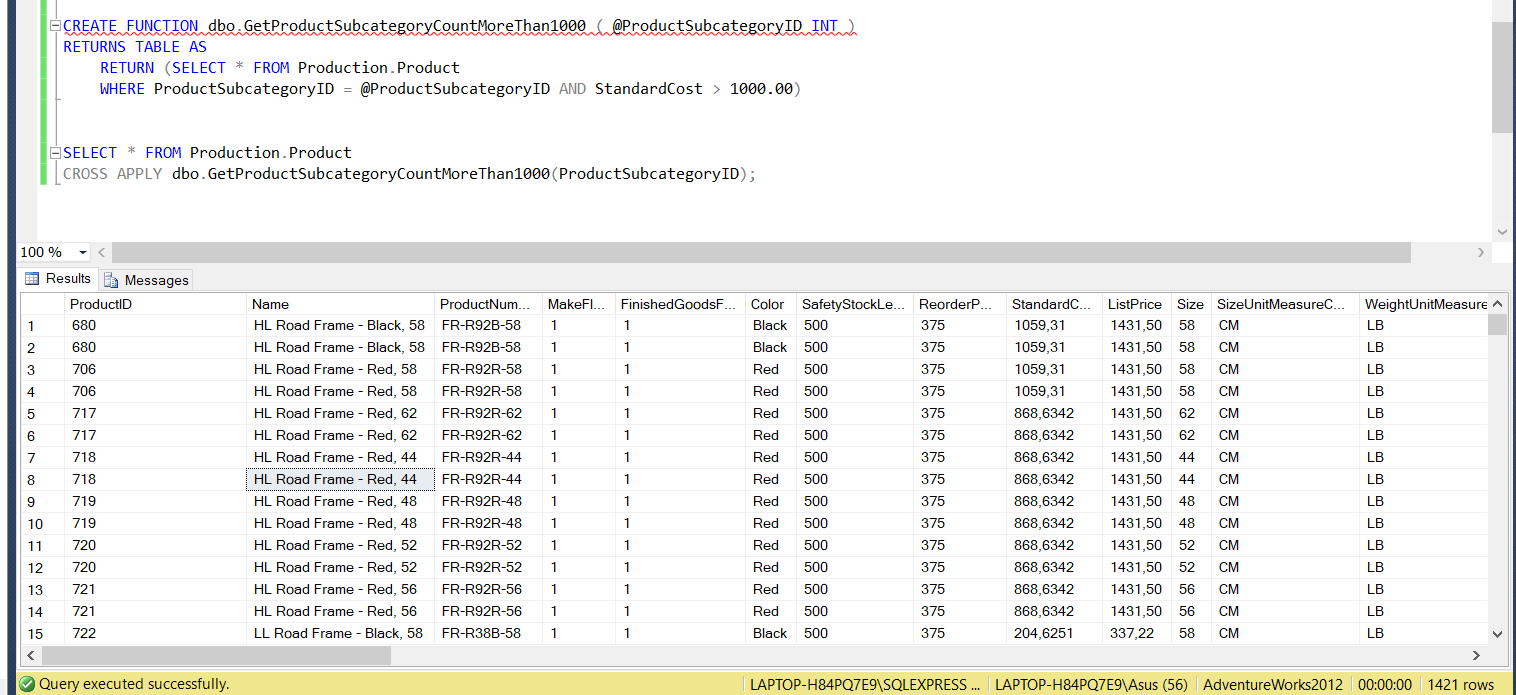 CREATE FUNCTION dbo.GetProductSubcategoryCountMoreThan1000 ( @ProductSubcategoryID INT )
RETURNS TABLE AS
RETURN (SELECT * FROM Production.Product
WHERE ProductSubcategoryID = @ProductSubcategoryID AND StandardCost > 1000.00)
SELECT * FROM Production.Product
CROSS APPLY dbo.GetProductSubcategoryCountMoreThan1000(ProductSubcategoryID);
100 %
Results Messages
ProductID Name ProductNum... MakeFl... FinishedGoodsF... Color SafetyStockLe... ReorderP... StandardC... ListPrice Size SizeUnitMeasureC... WeightUnitMeasure
1 680 HL Road Frame - Black, 58 FR-R92B-58 1 1 Black 500 375 1059,31 1431,50 58 CM LB
2 680 HL Road Frame - Black, 58 FR-R92B-58 1 1 Black 500 375 1059,31 1431,50 58 CM LB
3 706 HL Road Frame - Red, 58 FR-R92R-58 1 1 Red 500 375 1059,31 1431,50 58 CM LB
4 706 HL Road Frame - Red, 58 FR-R92R-58 1 1 Red 500 375 1059,31 1431,50 58 CM LB
5 717 HL Road Frame - Red, 62 FR-R92R-62 1 1 Red 500 375 868,6342 1431,50 62 CM LB
6 717 HL Road Frame - Red, 62 FR-R92R-62 1 1 Red 500 375 868,6342 1431,50 62 CM LB
7 718 HL Road Frame - Red, 44 FR-R92R-44 1 1 Red 500 375 868,6342 1431,50 44 CM LB
8 718 HL Road Frame - Red, 44 FR-R92R-44 1 1 Red 500 375 868,6342 1431,50 44 CM LB
9 719 HL Road Frame - Red, 48 FR-R92R-48 1 1 Red 500 375 868,6342 1431,50 48 CM LB
10 719 HL Road Frame - Red, 48 FR-R92R-48 1 1 Red 500 375 868,6342 1431,50 48 CM LB
11 720 HL Road Frame - Red, 52 FR-R92R-52 1 1 Red 500 375 868,6342 1431,50 52 CM LB
12 720 HL Road Frame - Red, 52 FR-R92R-52 1 1 Red 500 375 868,6342 1431,50 52 CM LB
13 721 HL Road Frame - Red, 56 FR-R92R-56 1 1 Red 500 375 868,6342 1431,50 56 CM LB
14 721 HL Road Frame - Red, 56 FR-R92R-56 1 1 Red 500 375 868,6342 1431,50 56 CM LB
15 722 LL Road Frame - Black, 58 FR-R38B-58 1 1 Black 500 375 204,6251 337,22 58 CM LB
Query executed successfully. LAPTOP-H84PQ7E9\SQLEXPRESS ... LAPTOP-H84PQ7E9\Asus (56) AdventureWorks2012 00:00:00 1421 rows